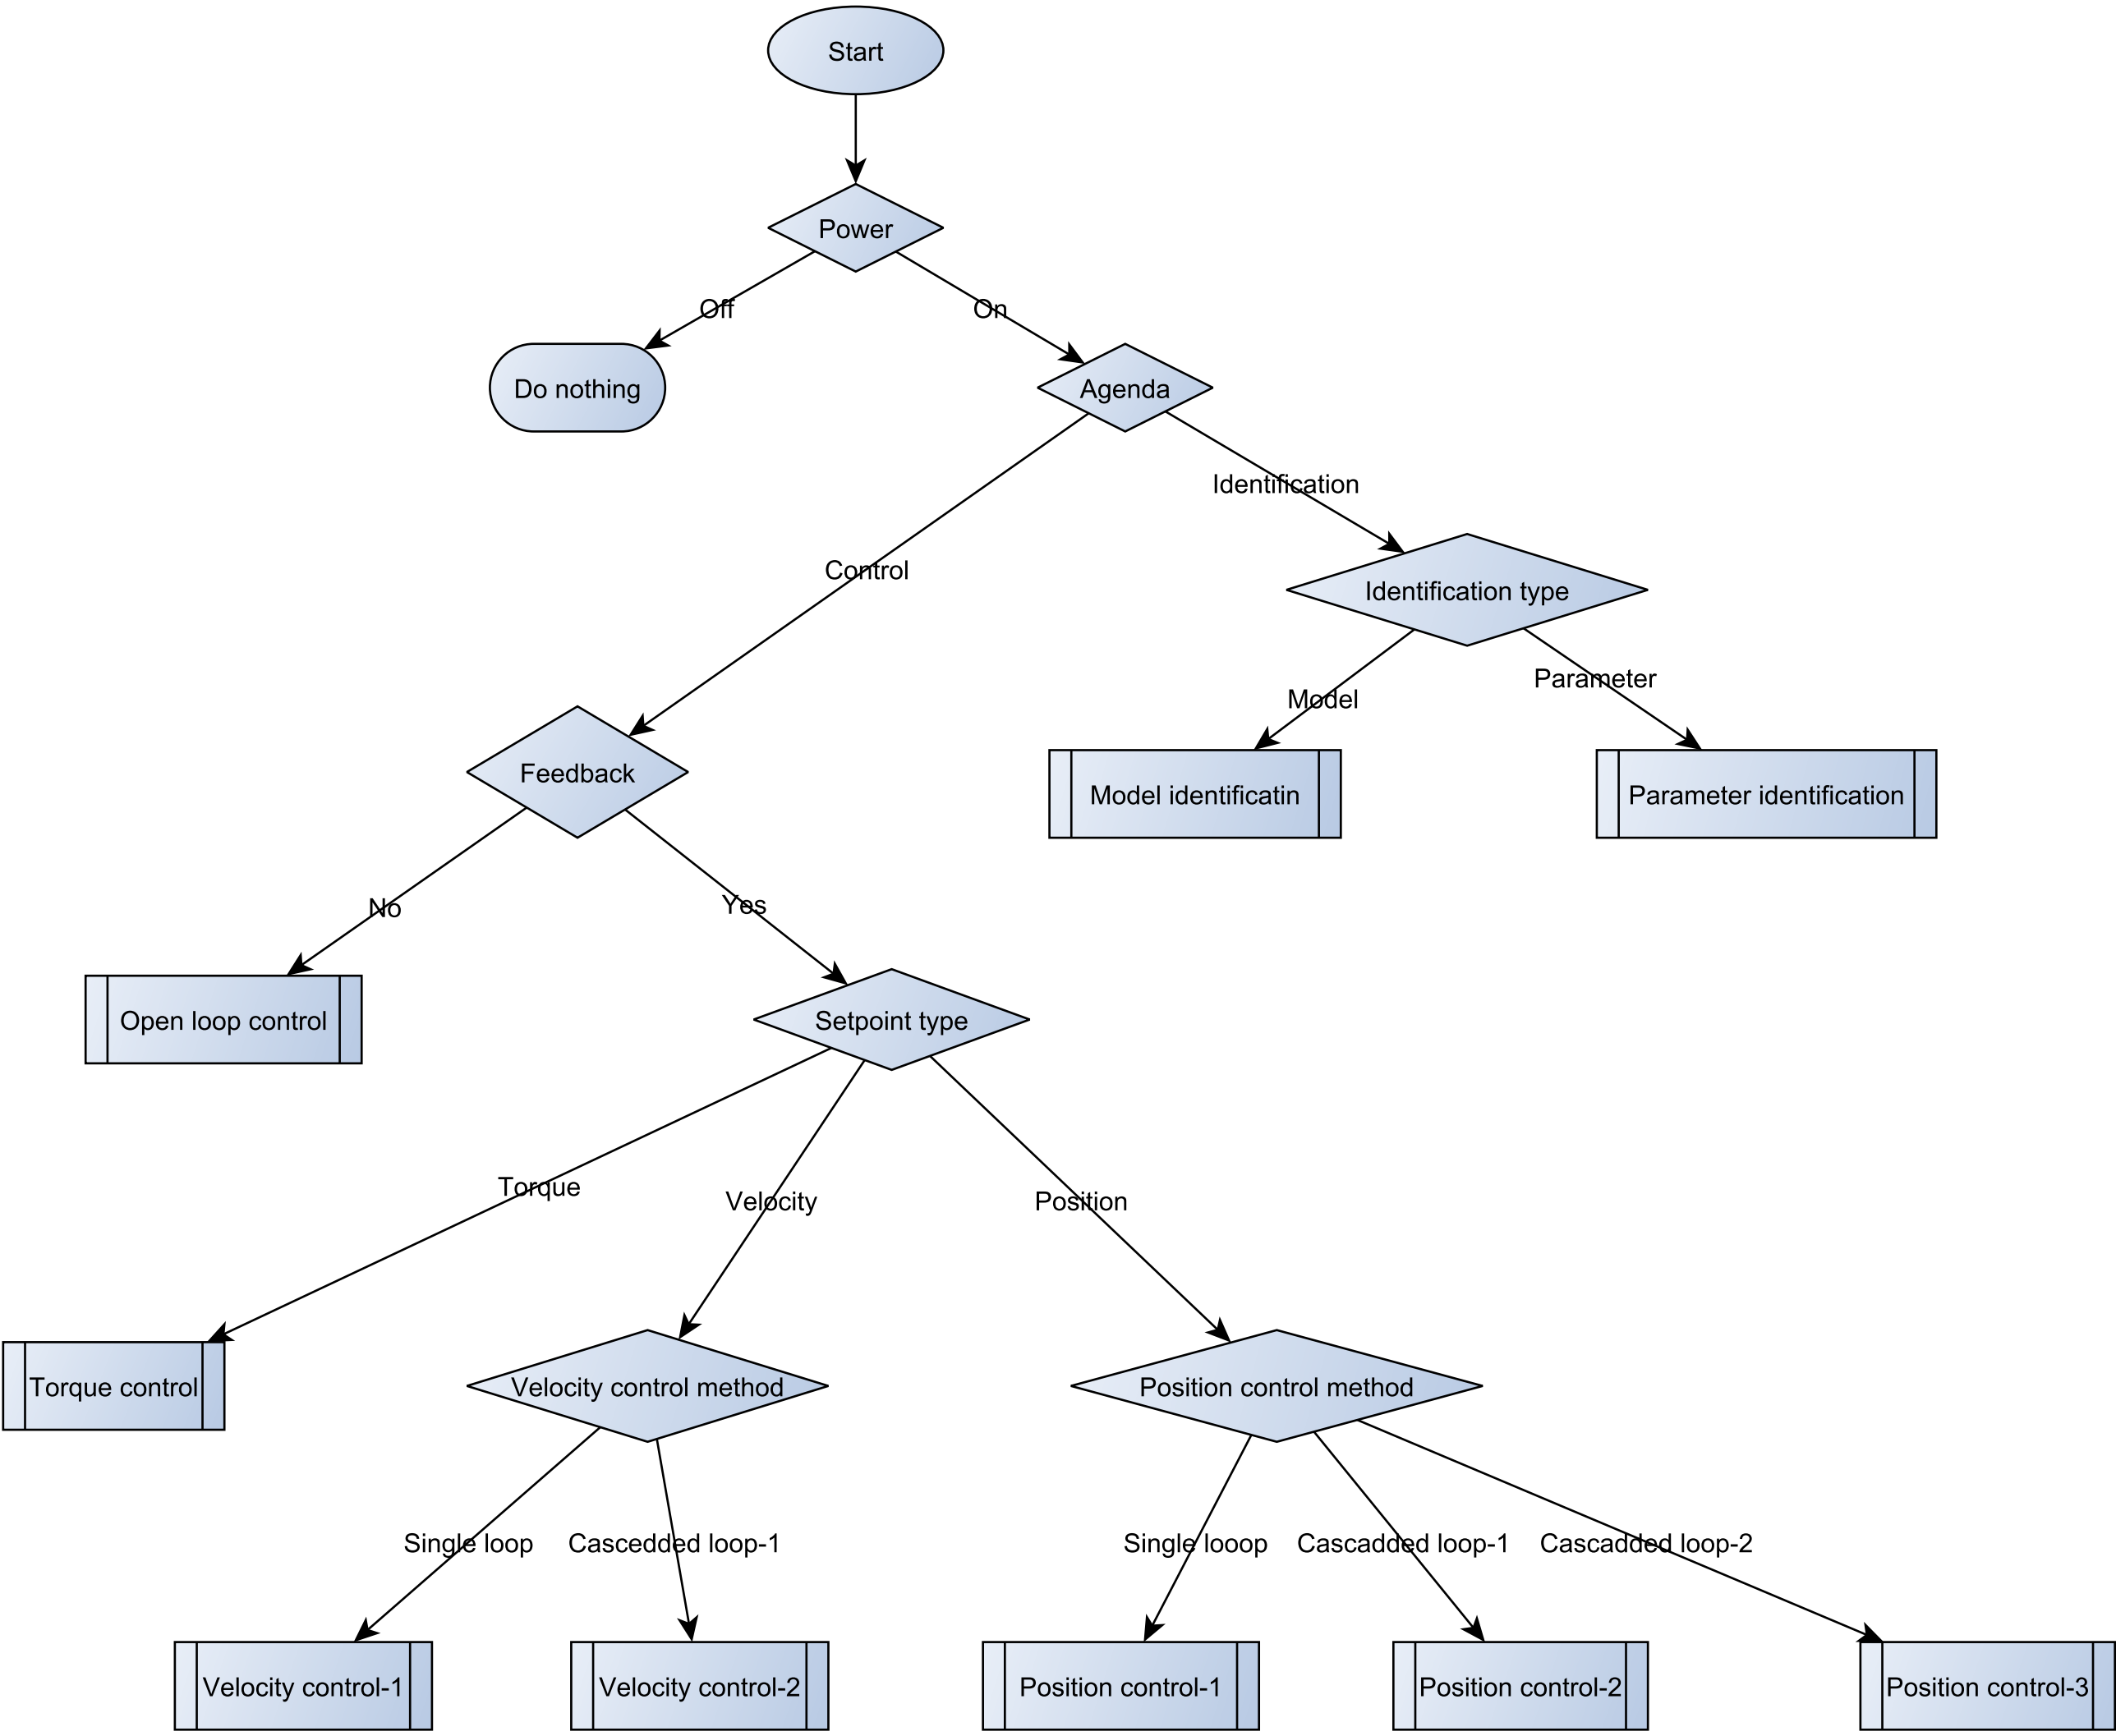 Start
Power
Off
On
Do nothing
Agenda
Identification
Control
Identification type
Model
Parameter
Feedback
Model identificatin
Parameter identification
No
Yes
Open loop control
Setpoint type
Torque
Velocity
Position
Torque control
Velocity control method
Position control method
Single loop
Cascedded loop-1
Single looop
Cascadded loop-1
Cascadded loop-2
Velocity control-1
Velocity control-2
Position control-1
Position control-2
Position control-3